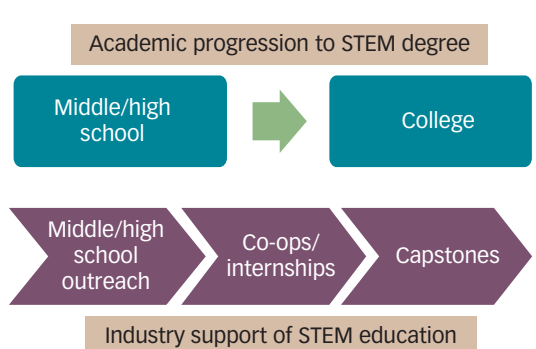 Academic progression to STEM degree
Middle/high
school
College
Middle/high
school
outreach
Co-ops/
internships
Capstones
Industry support of STEM education